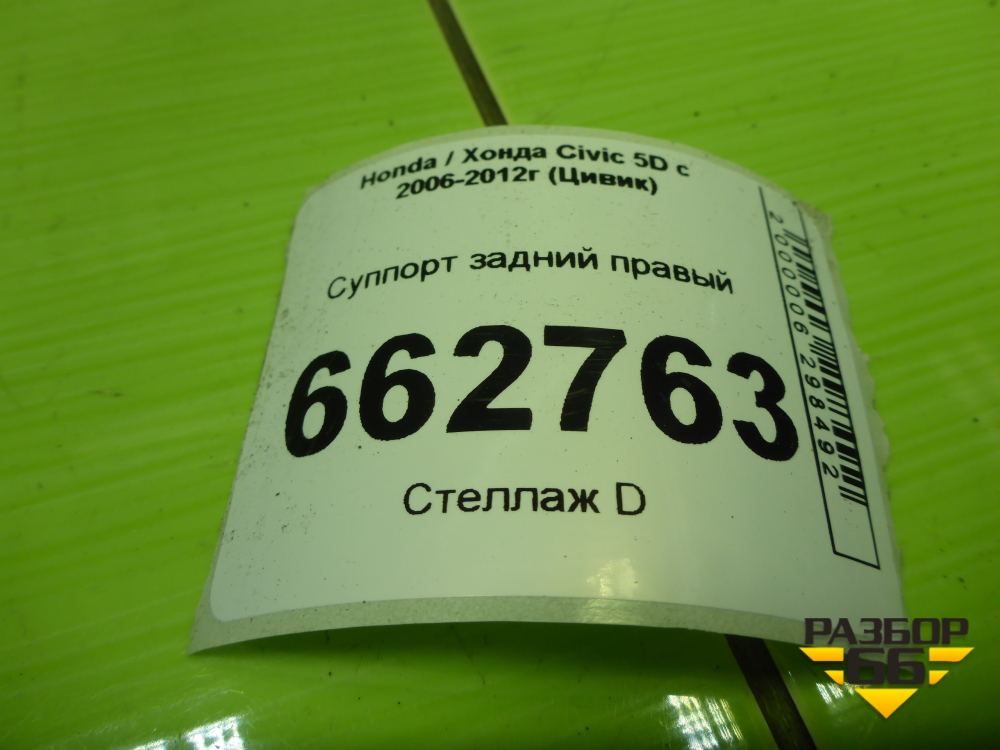 Honda / Хонда Civic 5D с
2006-2012г (Цивик)
Суппорт задний правый
662763
Стеллаж D
2000006298492
РАЗБОР
66